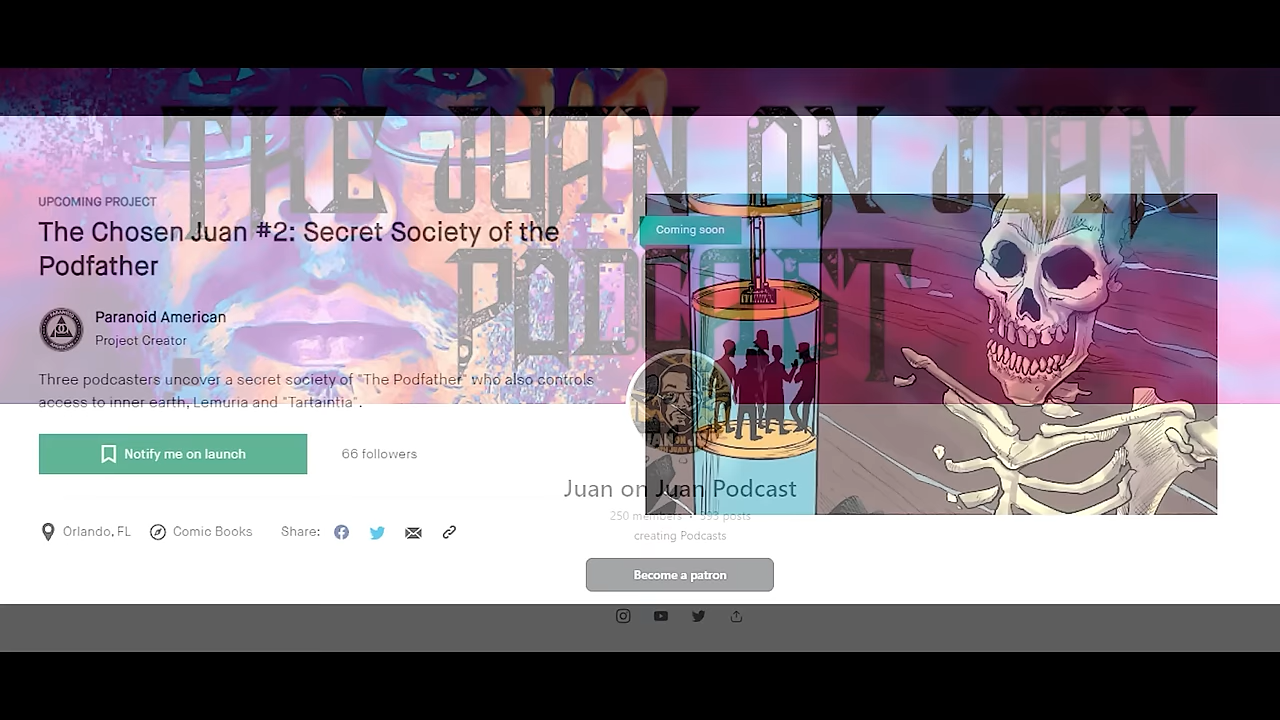 THE JUAN ON JUAN
PODCAST
UPCOMING PROJECT
The Chosen Juan #2: Secret Society of the
Podfather
Coming soon
Paranoid American
Project Creator
Three podcasters uncover a secret society of "The Podfather" who also controls
access to inner earth, Lemuria and "Tartaintia".
Notify me on launch
66 followers
Juan on Juan Podcast
250 members • 593 posts
creating Podcasts
Orlando, FL
Comic Books
Share:
Become a patron